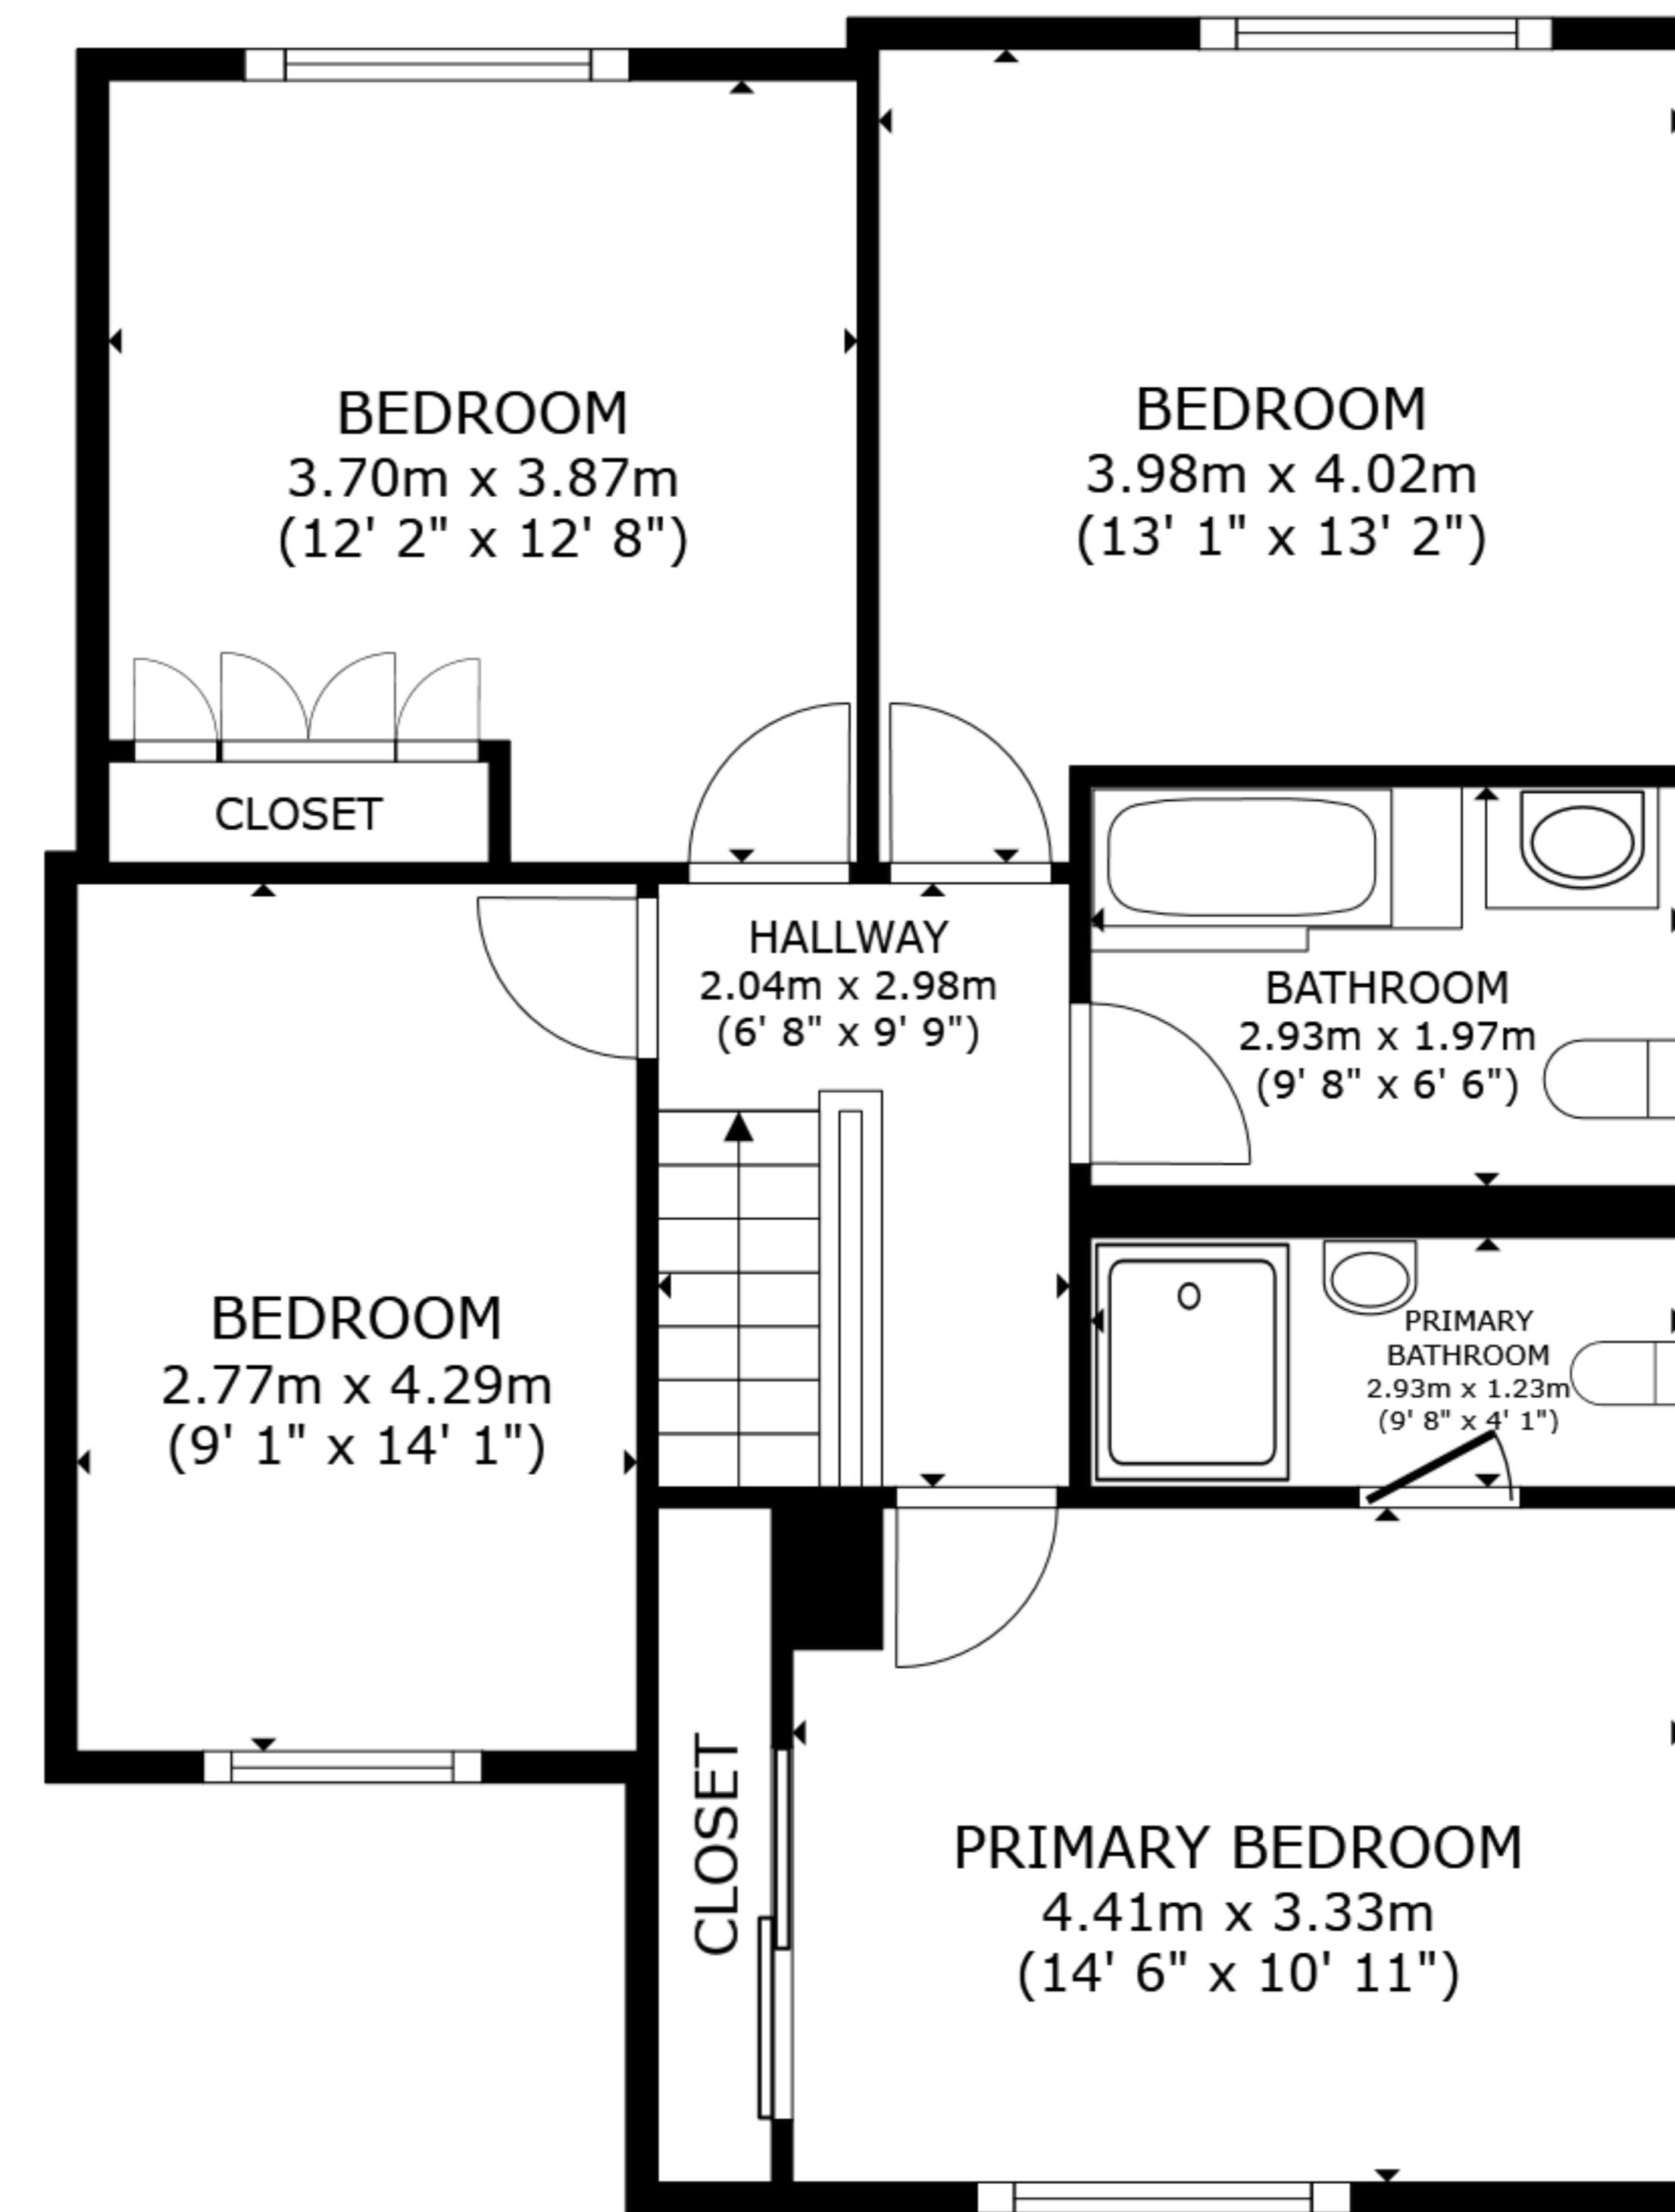 BEDROOM
3.70m x 3.87m
(12' 2" x 12' 8")
BEDROOM
3.98m x 4.02m
(13' 1" x 13' 2")
CLOSET
HALLWAY
2.04m x 2.98m
(6' 8" x 9' 9")
BATHROOM
2.93m x 1.97m
(9' 8" x 6' 6")
BEDROOM
2.77m x 4.29m
(9' 1" x 14' 1")
PRIMARY
BATHROOM
2.93m x 1.23m
(9' 8" x 4' 1")
CLOSET
PRIMARY BEDROOM
4.41m x 3.33m
(14' 6" x 10' 11")